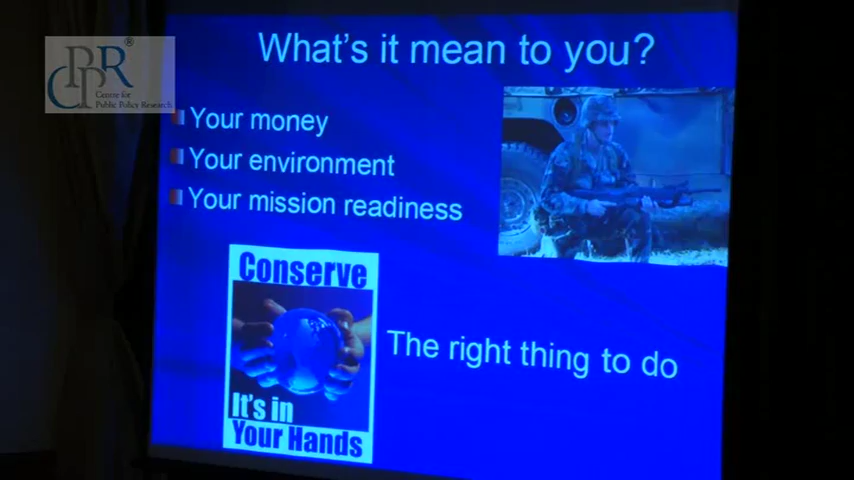 CPPR®
Centre for
Public Policy Research
What's it mean to you?
Your money
Your environment
Your mission readiness
Conserve
It's in
Your Hands
The right thing to do